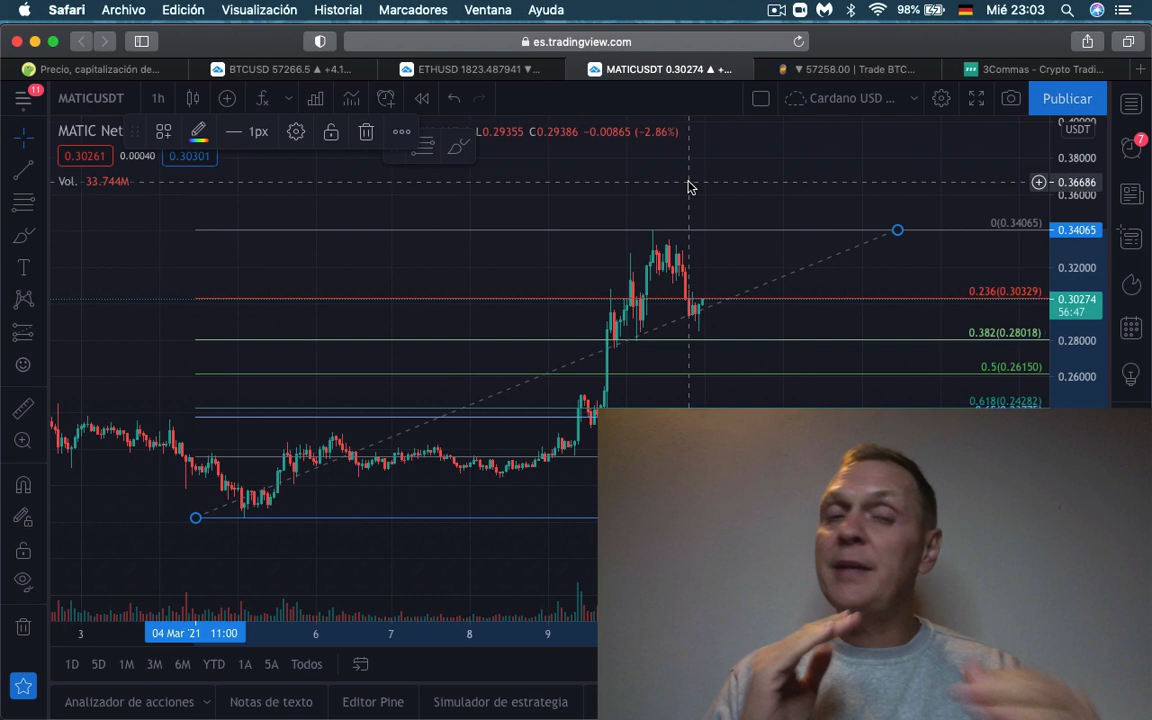 Safari Archivo Edición Visualización Historial Marcadores Ventana Ayuda 98% Mié 23:03
es.tradingview.com
Precio, capitalización de... BTCUSD 57266.5 ▲ +4.1... ETHUSD 1823.487941 ▼... MATICUSDT 0.30274 ▲ +... ▼ 57258.00 | Trade BTC... 3Commas - Crypto Tradi...
11 MATICUSDT 1h Cardano USD ... Publicar
MATIC Net 1px L0.29355 C0.29386 -0.00865 (-2.86%) USDT
0.30261 0.00040 0.30301 7
0.38000
Vol. 33.744M 0.36686
0.36000
0(0.34065) 0.34065
0.32000
0.236(0.30329) 0.30274
56:47
0.382(0.28018) 0.28000
0.5(0.26150) 0.26000
0.618(0.24282)
3 04 Mar '21 11:00 6 7 8 9
1D 5D 1M 3M 6M YTD 1A 5A Todos
Analizador de acciones Notas de texto Editor Pine Simulador de estrategia